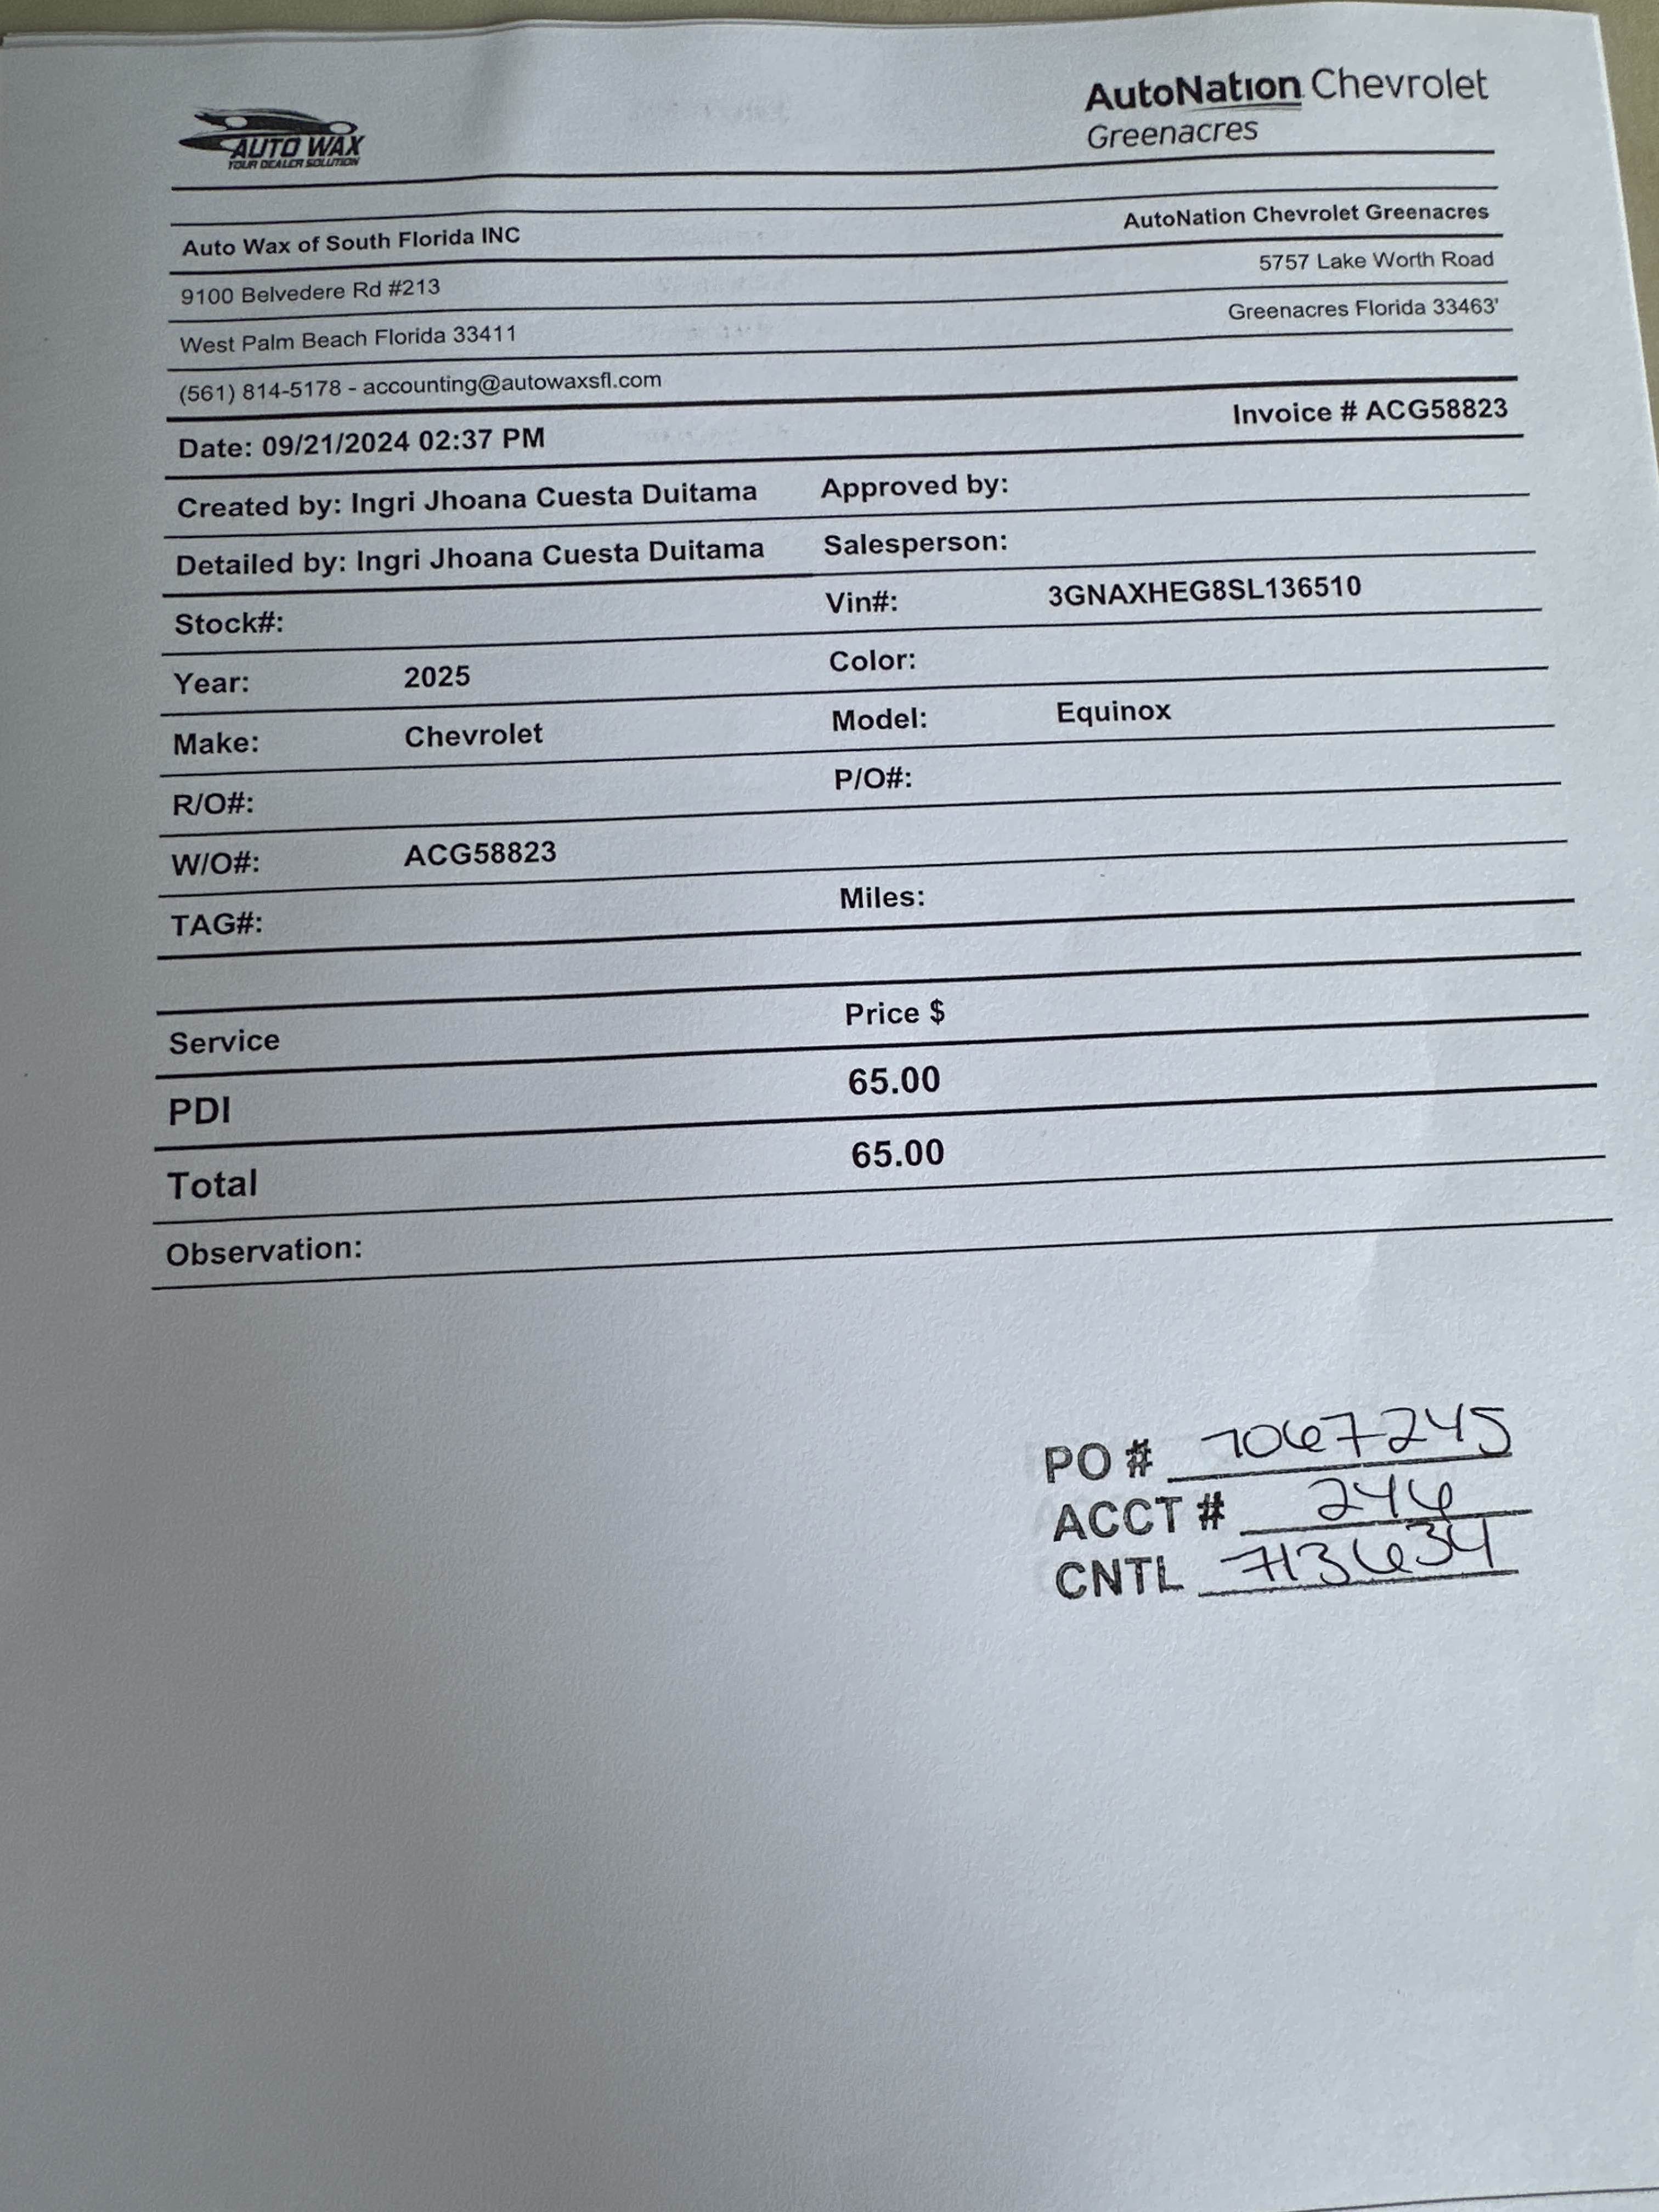 AUTO WAX
YOUR DEALER SOLUTION
AutoNation Chevrolet
Greenacres
Auto Wax of South Florida INC
AutoNation Chevrolet Greenacres
9100 Belvedere Rd #213
5757 Lake Worth Road
West Palm Beach Florida 33411
Greenacres Florida 33463'
(561) 814-5178 - accounting@autowaxsfl.com
Date: 09/21/2024 02:37 PM
Invoice # ACG58823
Created by: Ingri Jhoana Cuesta Duitama Approved by:
Detailed by: Ingri Jhoana Cuesta Duitama Salesperson:
Stock#: Vin#: 3GNAXHEG8SL136510
Year: 2025 Color:
Make: Chevrolet Model: Equinox
R/O#: P/O#:
W/O#: ACG58823
TAG#: Miles:
Service Price $
PDI 65.00
Total 65.00
Observation:
PO # 7067245
ACCT # 246
CNTL 713634